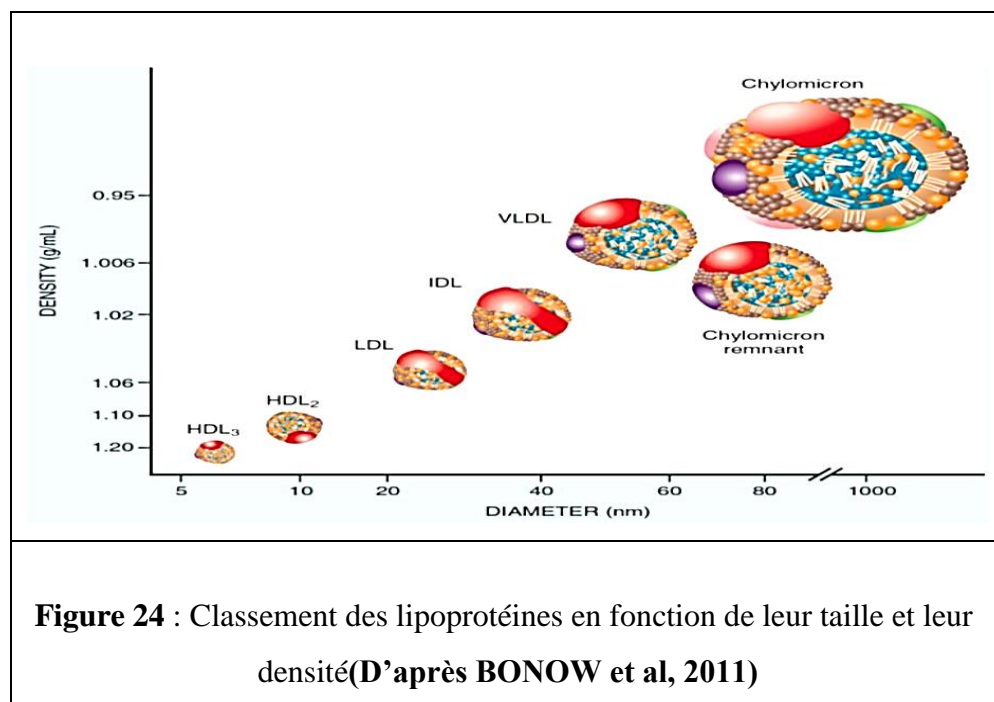 Chylomicron
0.95
VLDL
1.006
DENSITY (g/mL)
IDL
1.02
Chylomicron
remnant
LDL
1.06
HDL₂
1.10
HDL₃
1.20
5 10 20 40 60 80 1000
DIAMETER (nm)
Figure 24 : Classement des lipoprotéines en fonction de leur taille et leur
densité(D'après BONOW et al, 2011)